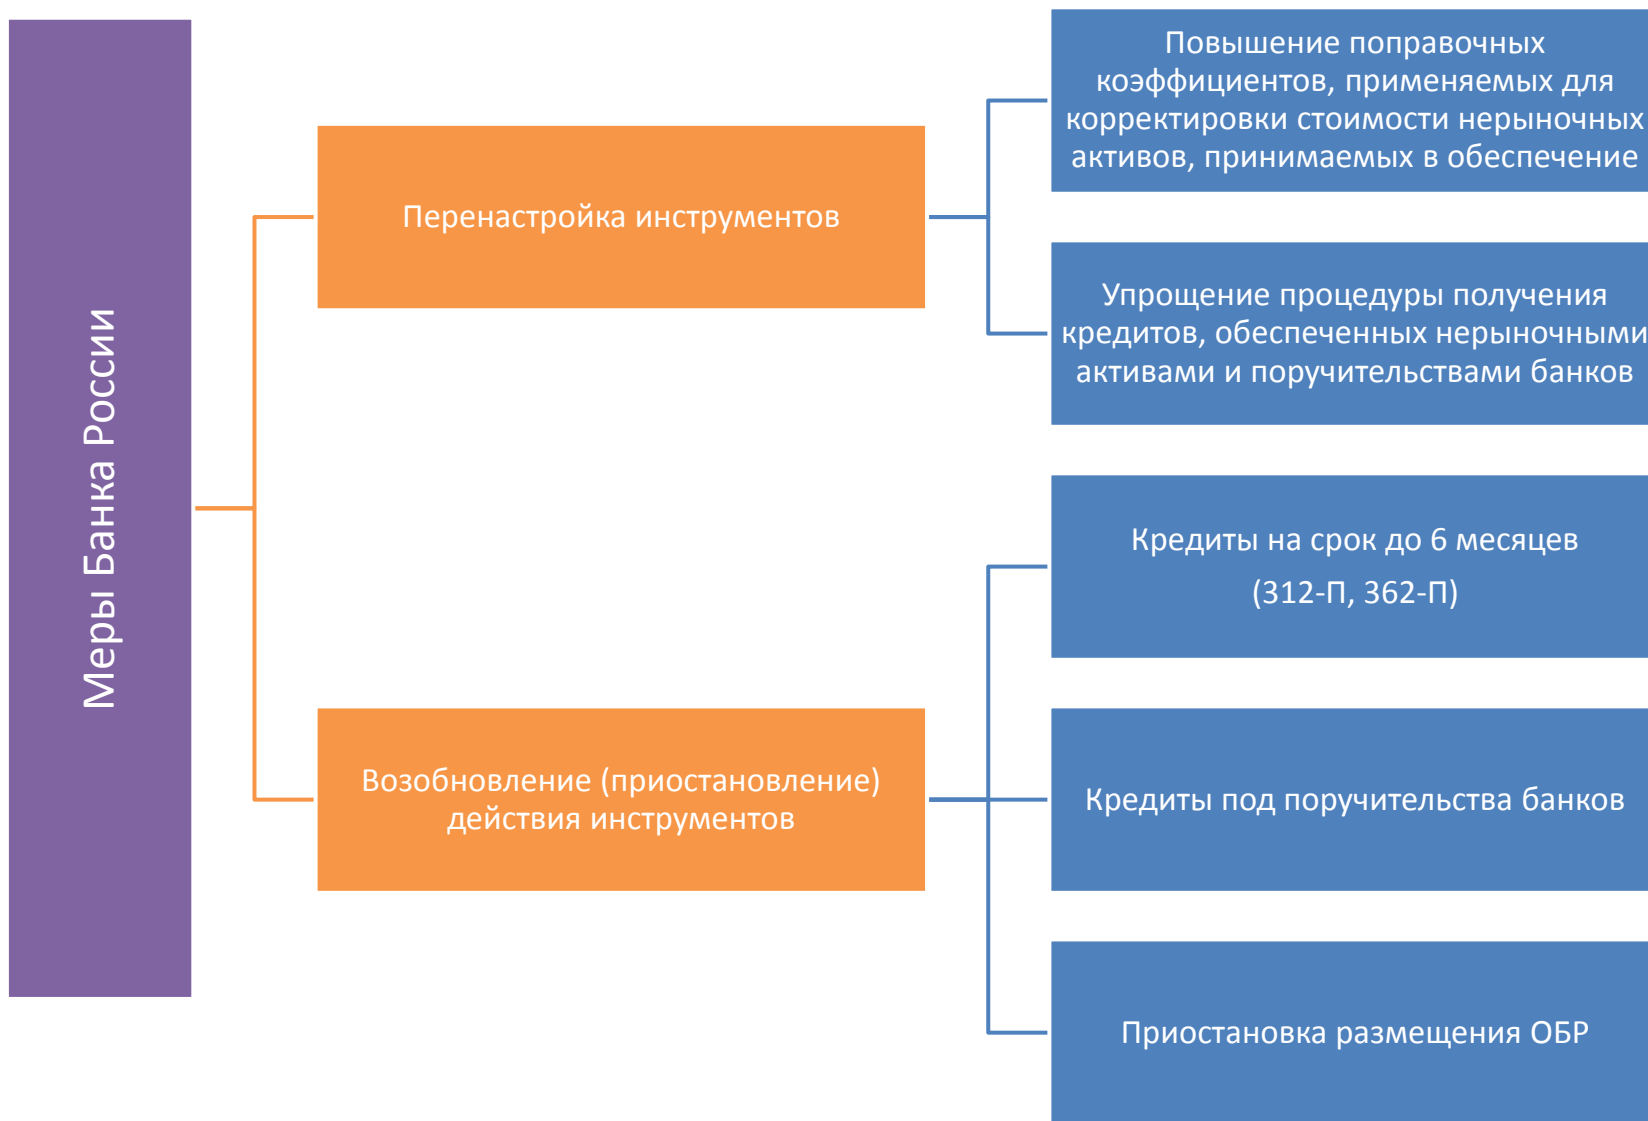 Меры Банка России
Перенастройка инструментов
Повышение поправочных
коэффициентов, применяемых для
корректировки стоимости нерыночных
активов, принимаемых в обеспечение
Упрощение процедуры получения
кредитов, обеспеченных нерыночными
активами и поручительствами банков
Возобновление (приостановление)
действия инструментов
Кредиты на срок до 6 месяцев
(312-П, 362-П)
Кредиты под поручительства банков
Приостановка размещения ОБР